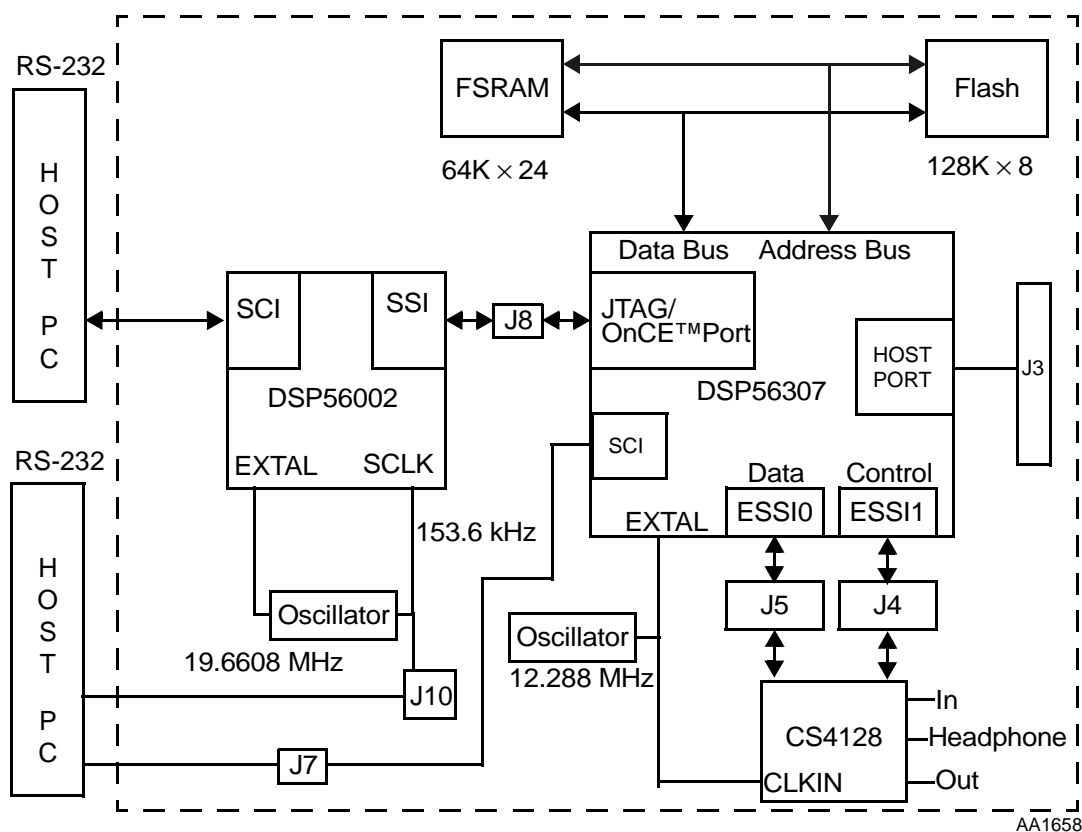 RS-232
HOST PC
FSRAM
64K × 24
Flash
128K × 8
Data Bus
Address Bus
SCI
SSI
J8
JTAG/
OnCE™Port
HOST
PORT
J3
DSP56002
DSP56307
EXTAL
SCLK
SCI
Data
Control
ESSI0
ESSI1
EXTAL
153.6 kHz
RS-232
HOST PC
Oscillator
19.6608 MHz
J10
J7
Oscillator
12.288 MHz
J5
J4
CS4128
CLKIN
In
Headphone
Out
AA1658